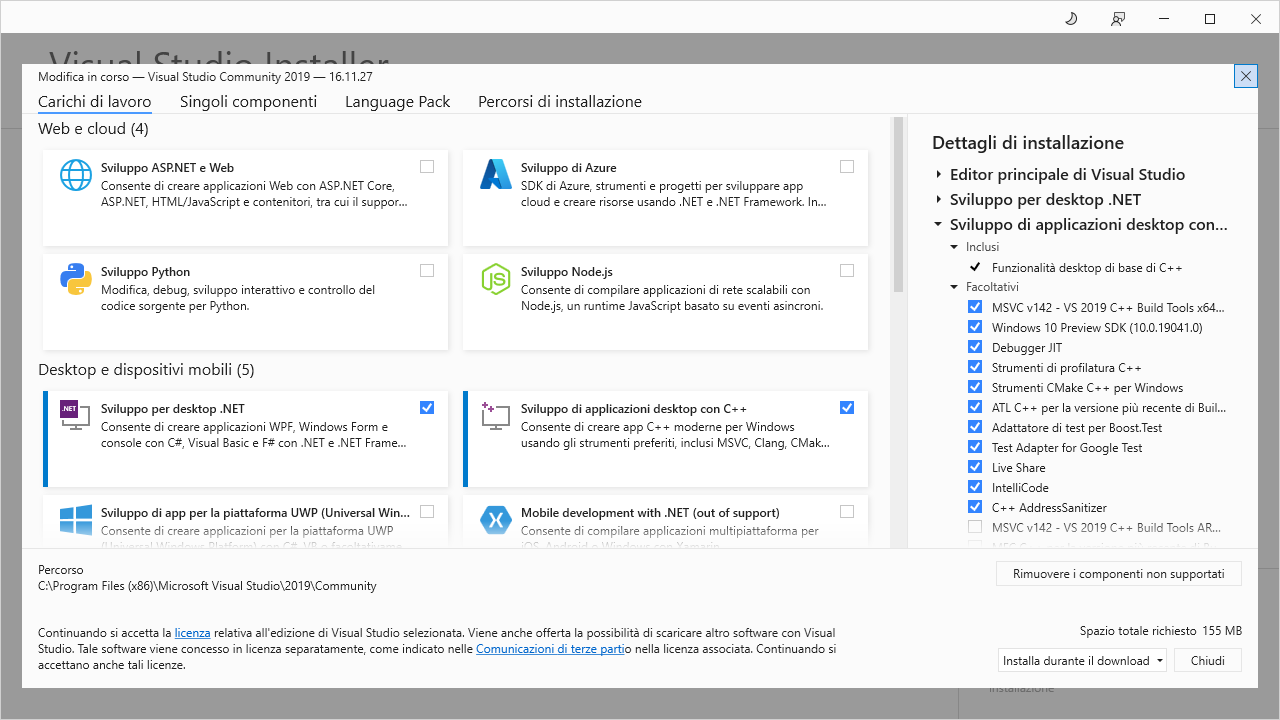 Visual Studio Installer
Modifica in corso — Visual Studio Community 2019 — 16.11.27
Carichi di lavoro
Singoli componenti
Language Pack
Percorsi di installazione
Web e cloud (4)
Sviluppo ASP.NET e Web
Consente di creare applicazioni Web con ASP.NET Core,
ASP.NET, HTML/JavaScript e contenitori, tra cui il suppor...
Sviluppo di Azure
SDK di Azure, strumenti e progetti per sviluppare app
cloud e creare risorse usando .NET e .NET Framework. In...
Sviluppo Python
Modifica, debug, sviluppo interattivo e controllo del
codice sorgente per Python.
Sviluppo Node.js
Consente di compilare applicazioni di rete scalabili con
Node.js, un runtime JavaScript basato su eventi asincroni.
Desktop e dispositivi mobili (5)
.NET
Sviluppo per desktop .NET
Consente di creare applicazioni WPF, Windows Form e
console con C#, Visual Basic e F# con .NET e .NET Frame...
Sviluppo di applicazioni desktop con C++
Consente di creare app C++ moderne per Windows
usando gli strumenti preferiti, inclusi MSVC, Clang, CMak...
Sviluppo di app per la piattaforma UWP (Universal Win...
Consente di creare applicazioni per la piattaforma UWP
(Universal Windows Platform) con C#, VB o facoltativame...
Mobile development with .NET (out of support)
Consente di compilare applicazioni multipiattaforma per
iOS, Android e Windows con Xamarin.
Dettagli di installazione
Editor principale di Visual Studio
Sviluppo per desktop .NET
Sviluppo di applicazioni desktop con...
Inclusi
Funzionalità desktop di base di C++
Facoltativi
MSVC v142 - VS 2019 C++ Build Tools x64...
Windows 10 Preview SDK (10.0.19041.0)
Debugger JIT
Strumenti di profilatura C++
Strumenti CMake C++ per Windows
ATL C++ per la versione più recente di Buil...
Adattatore di test per Boost.Test
Test Adapter for Google Test
Live Share
IntelliCode
C++ AddressSanitizer
MSVC v142 - VS 2019 C++ Build Tools AR...
Percorso
C:\Program Files (x86)\Microsoft Visual Studio\2019\Community
Rimuovere i componenti non supportati
Continuando si accetta la licenza relativa all'edizione di Visual Studio selezionata. Viene anche offerta la possibilità di scaricare altro software con Visual
Studio. Tale software viene concesso in licenza separatamente, come indicato nelle Comunicazioni di terze partio nella licenza associata. Continuando si
accettano anche tali licenze.
Spazio totale richiesto 155 MB
Installa durante il download
Chiudi
installazione